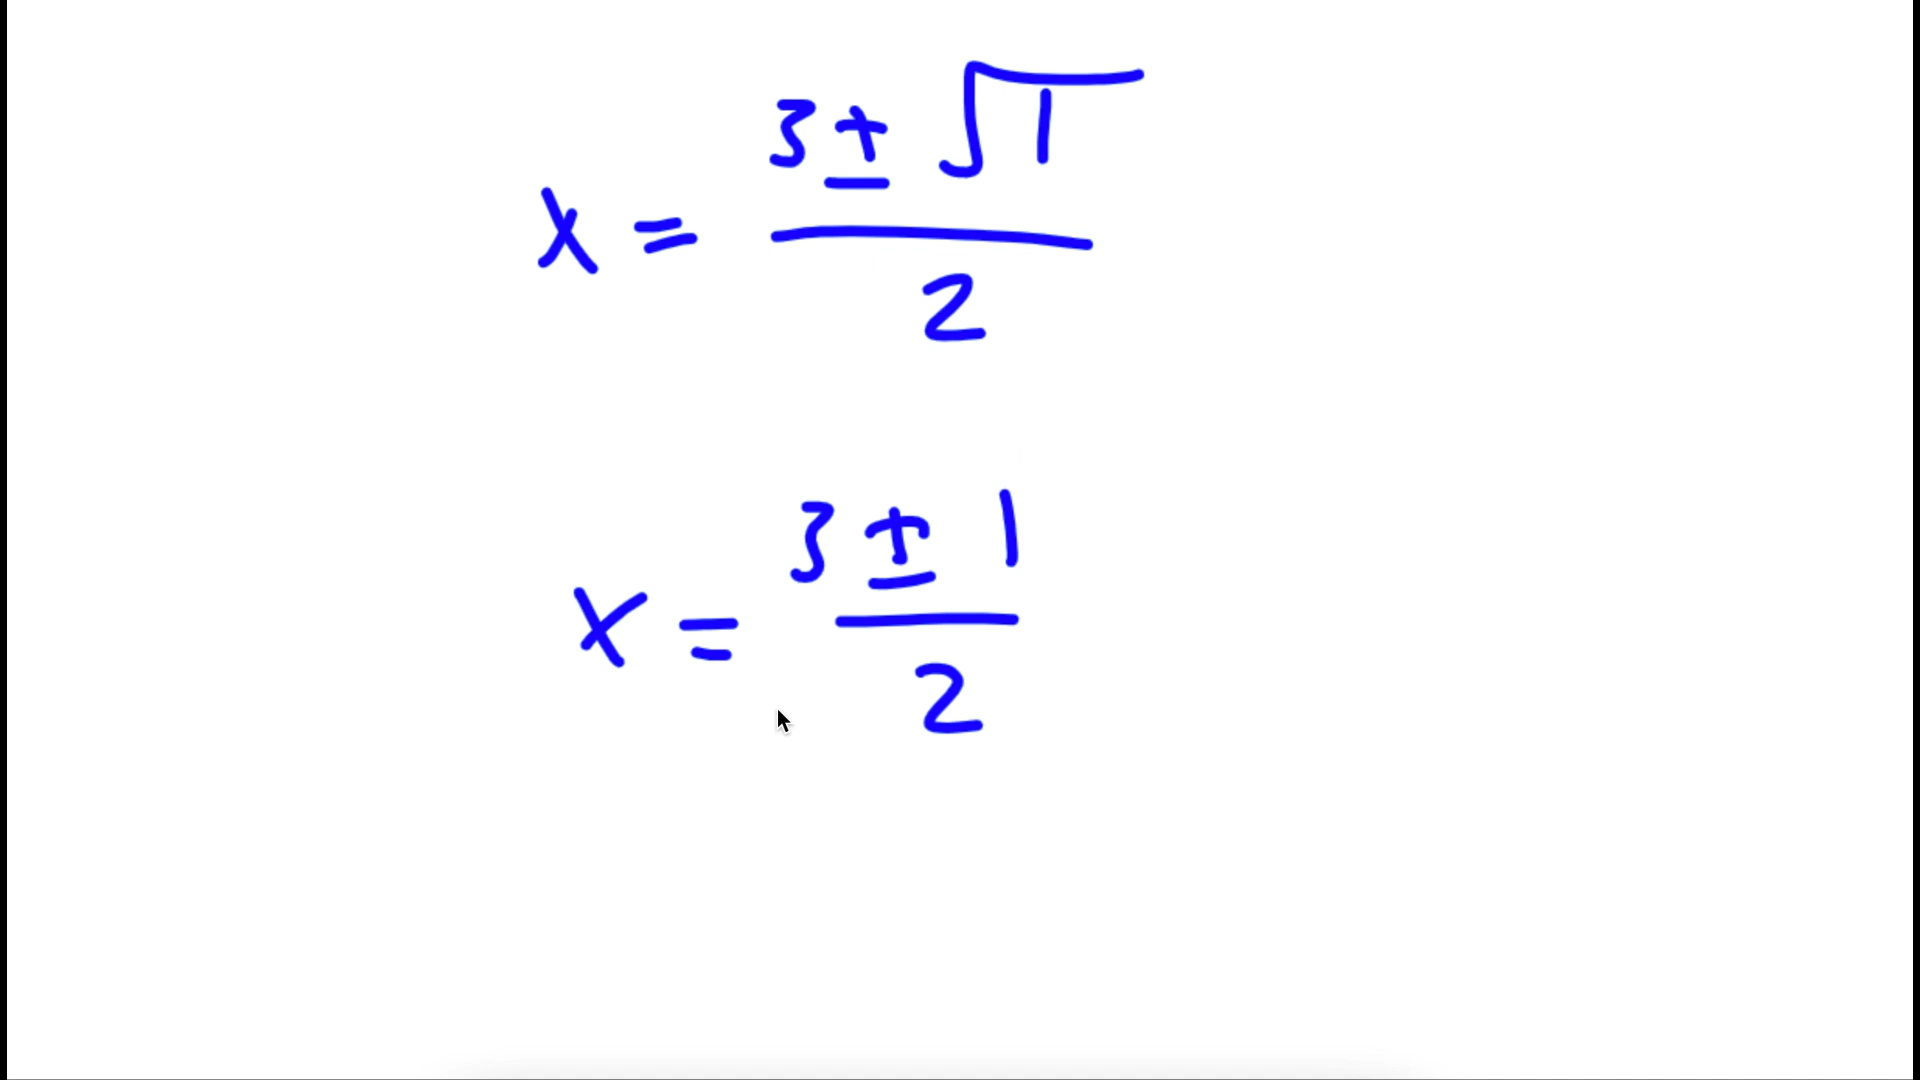 x = (3 ± √1) / 2
x = (3 ± 1) / 2